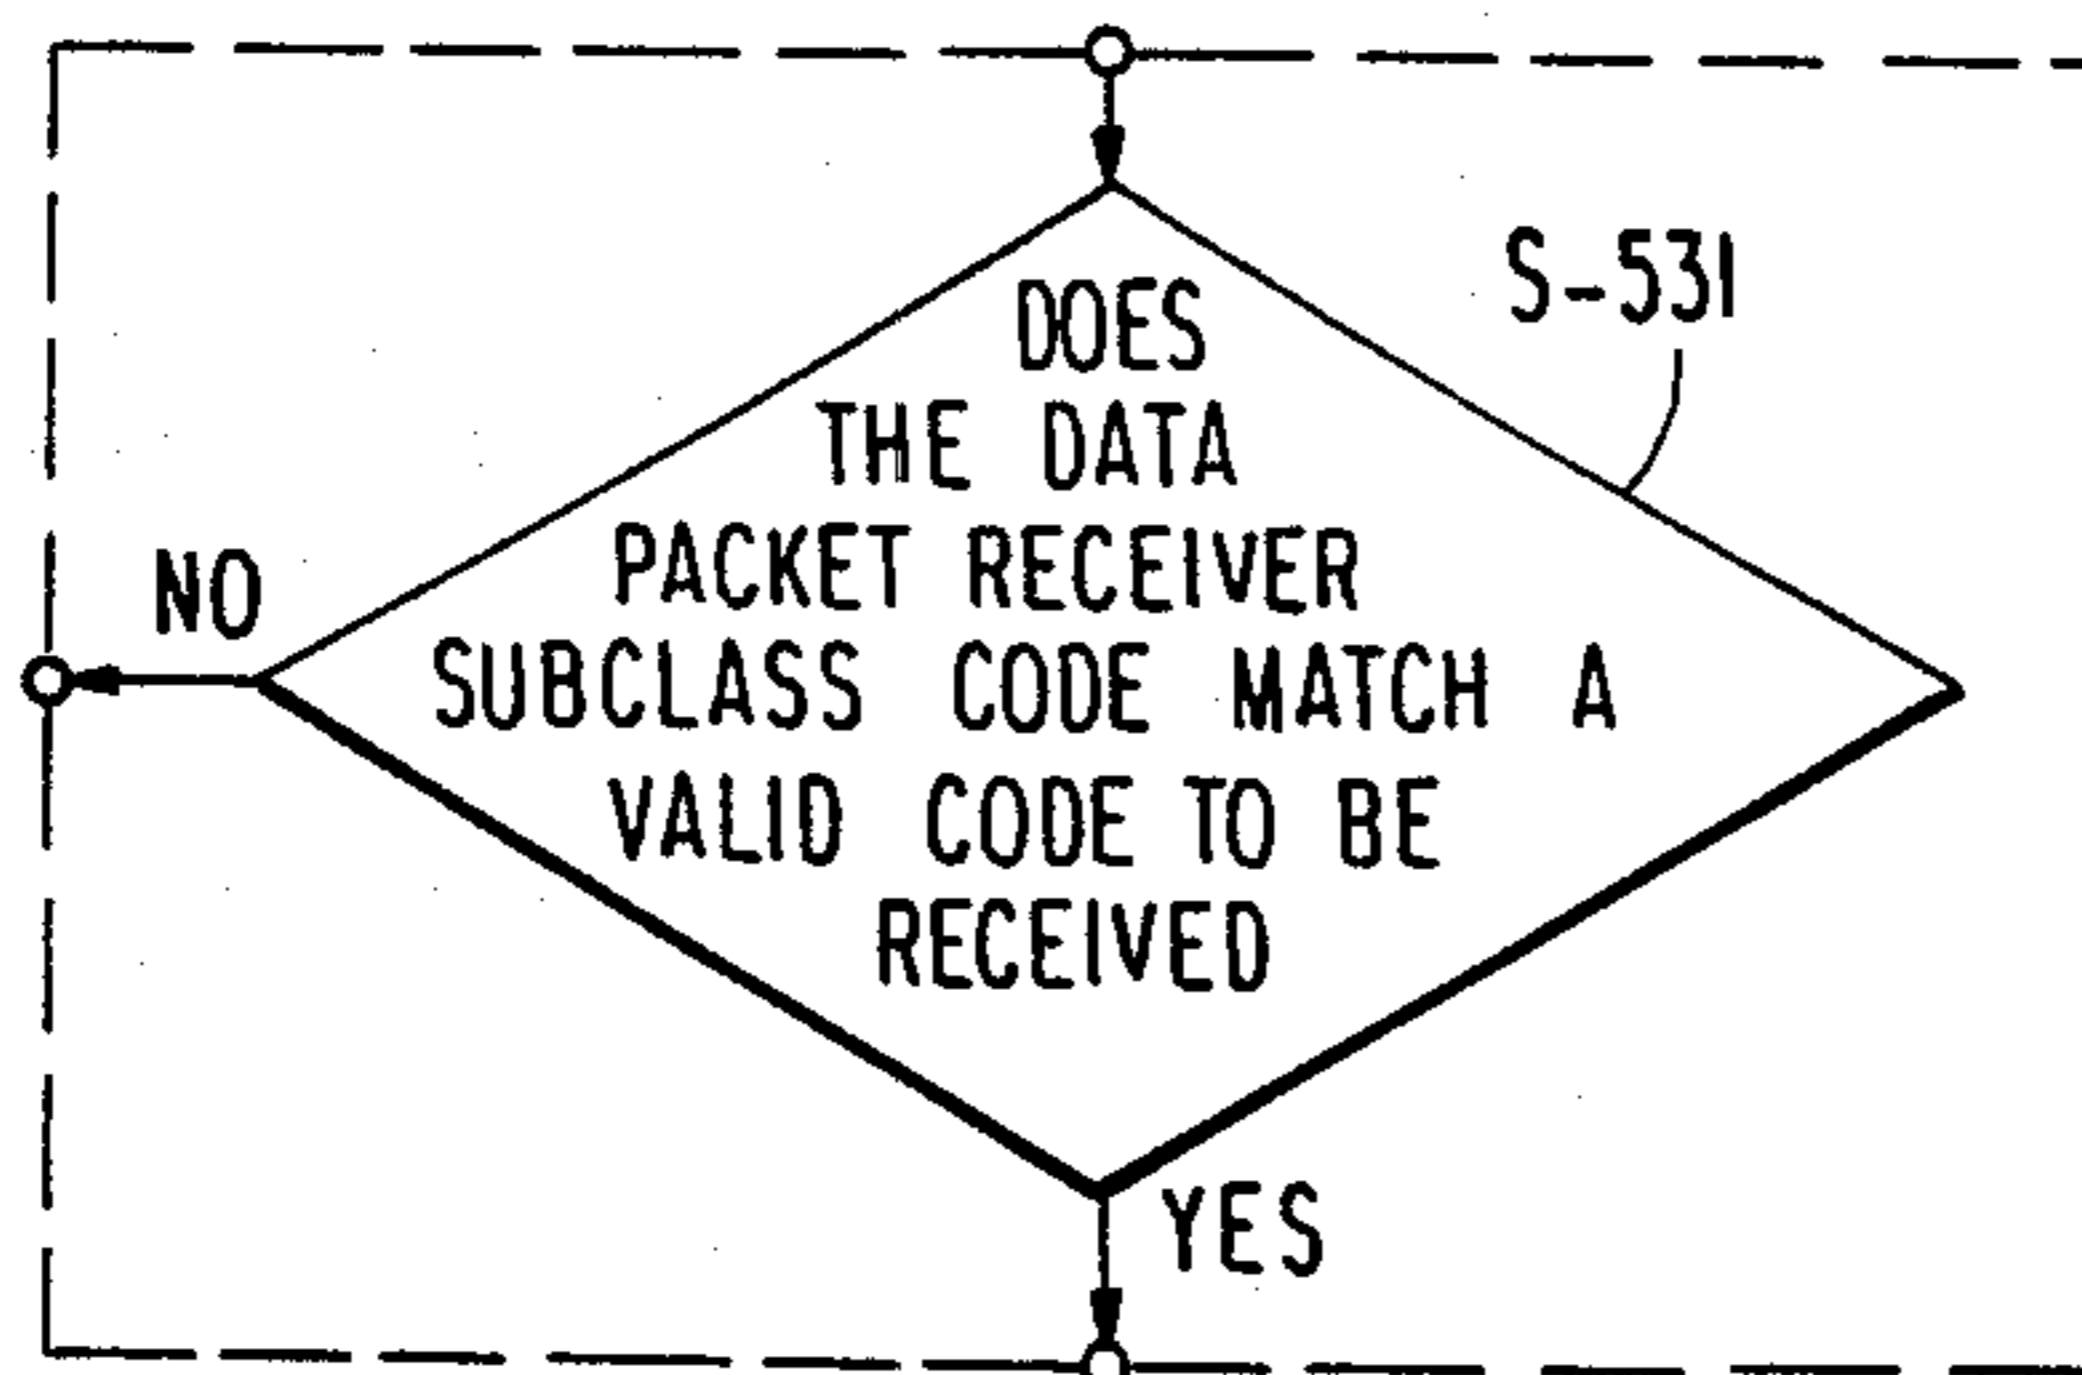 DOES
S-531
THE DATA
PACKET RECEIVER
NO
SUBCLASS CODE MATCH A
VALID CODE TO BE
RECEIVED
YES